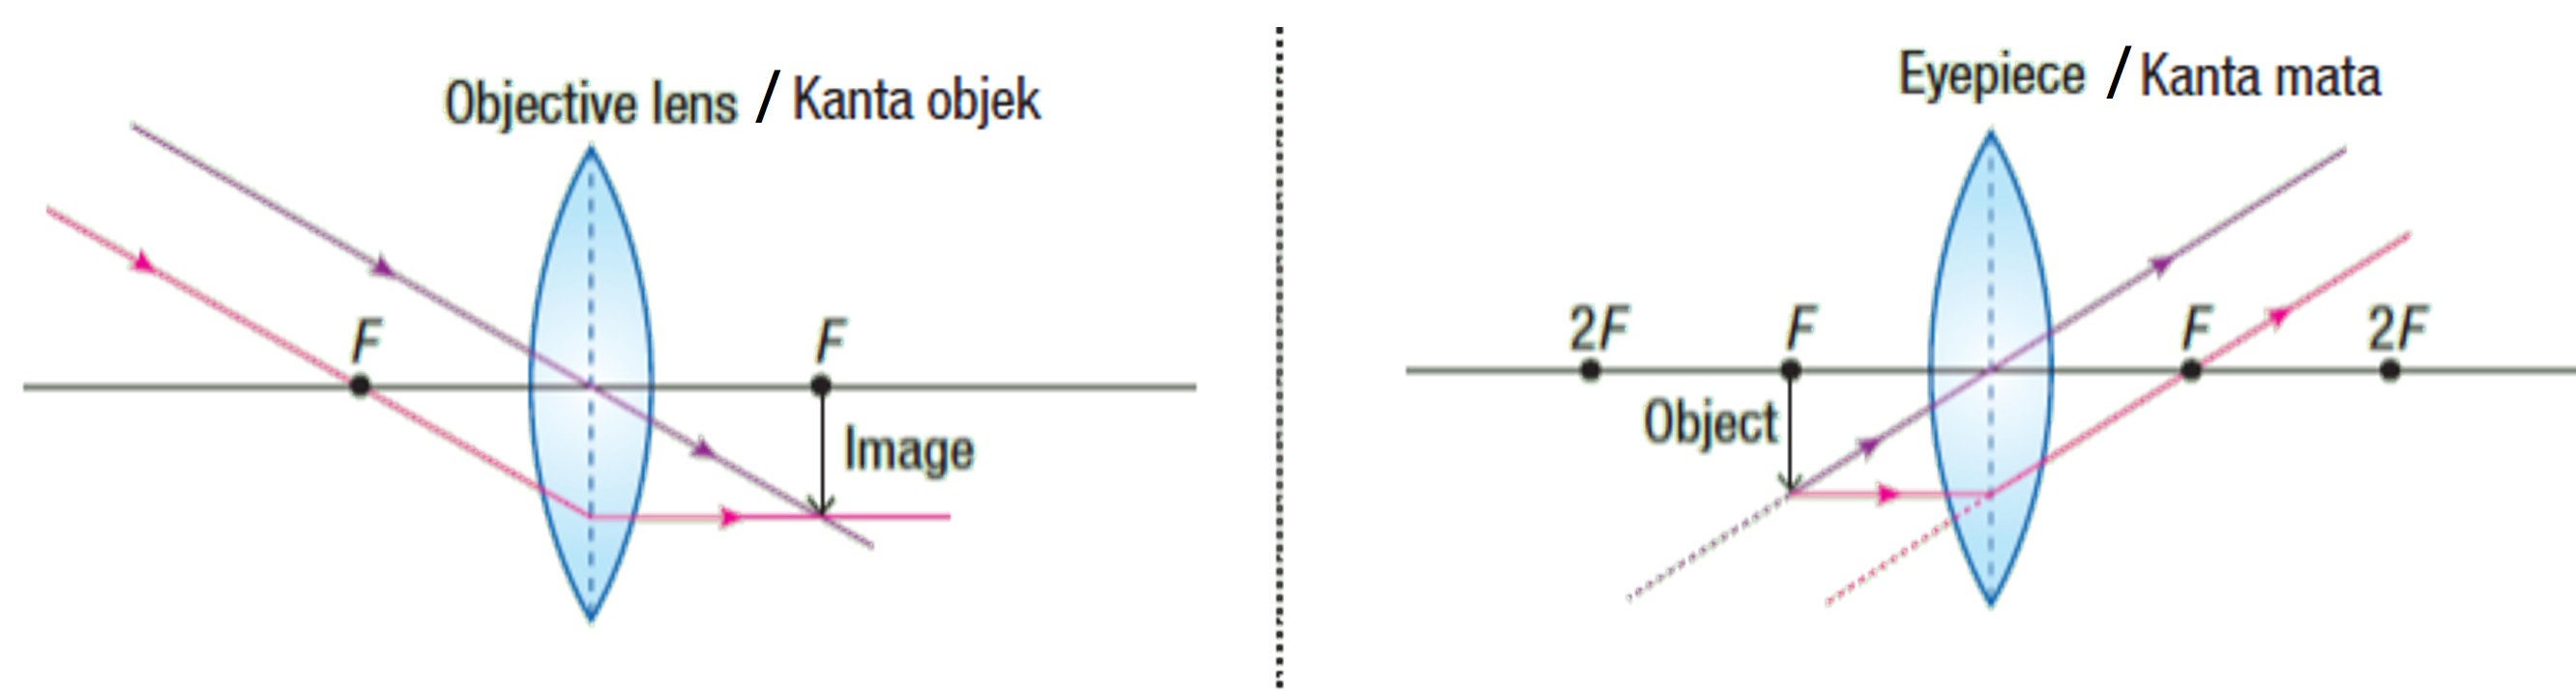 Objective lens / Kanta objek
F
F
Image
Eyepiece / Kanta mata
2F
F
F
2F
Object